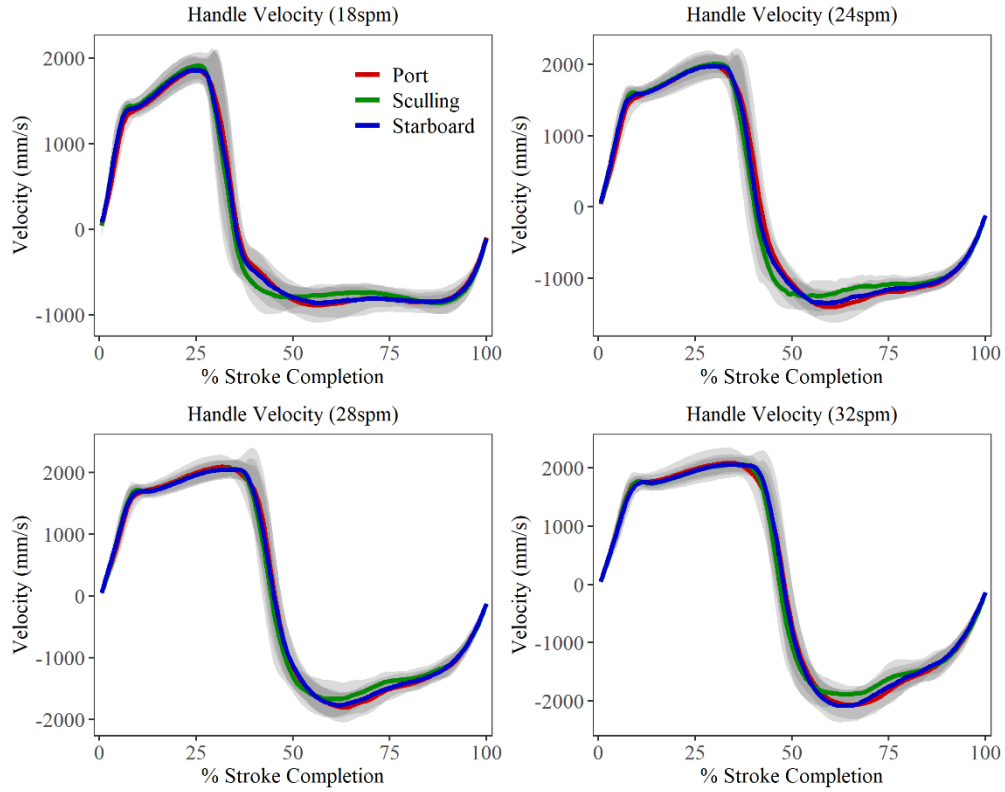 Handle Velocity (18spm)
Velocity (mm/s)
2000
1000
0
-1000
Port
Sculling
Starboard
0 25 50 75 100
% Stroke Completion
Handle Velocity (24spm)
Velocity (mm/s)
2000
1000
0
-1000
0 25 50 75 100
% Stroke Completion
Handle Velocity (28spm)
Velocity (mm/s)
2000
1000
0
-1000
-2000
0 25 50 75 100
% Stroke Completion
Handle Velocity (32spm)
Velocity (mm/s)
2000
1000
0
-1000
-2000
0 25 50 75 100
% Stroke Completion